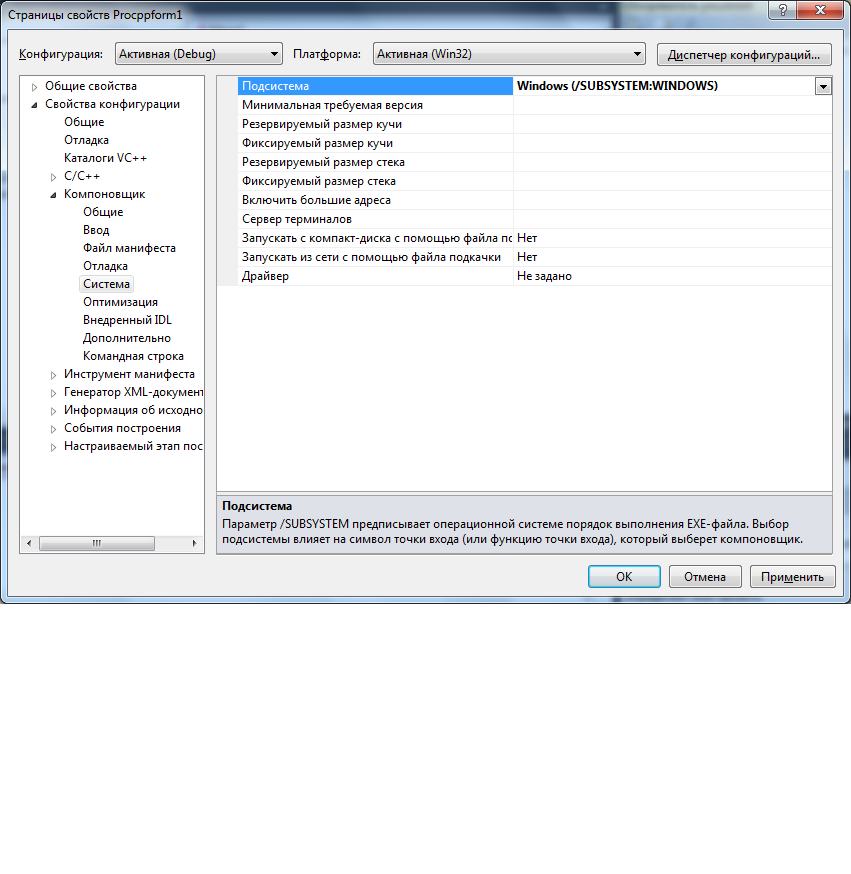 Страницы свойств Procppform1
Конфигурация: Активная (Debug) Платформа: Активная (Win32) Диспетчер конфигураций...
Общие свойства
Свойства конфигурации
Общие
Отладка
Каталоги VC++
C/C++
Компоновщик
Общие
Ввод
Файл манифеста
Отладка
Система
Оптимизация
Внедренный IDL
Дополнительно
Командная строка
Инструмент манифеста
Генератор XML-документ
Информация об исходно
События построения
Настраиваемый этап пос
Подсистема Windows (/SUBSYSTEM:WINDOWS)
Минимальная требуемая версия
Резервируемый размер кучи
Фиксируемый размер кучи
Резервируемый размер стека
Фиксируемый размер стека
Включить большие адреса
Сервер терминалов
Запускать с компакт-диска с помощью файла по Нет
Запускать из сети с помощью файла подкачки Нет
Драйвер Не задано
Подсистема
Параметр /SUBSYSTEM предписывает операционной системе порядок выполнения EXE-файла. Выбор
подсистемы влияет на символ точки входа (или функцию точки входа), который выберет компоновщик.
ОК Отмена Применить